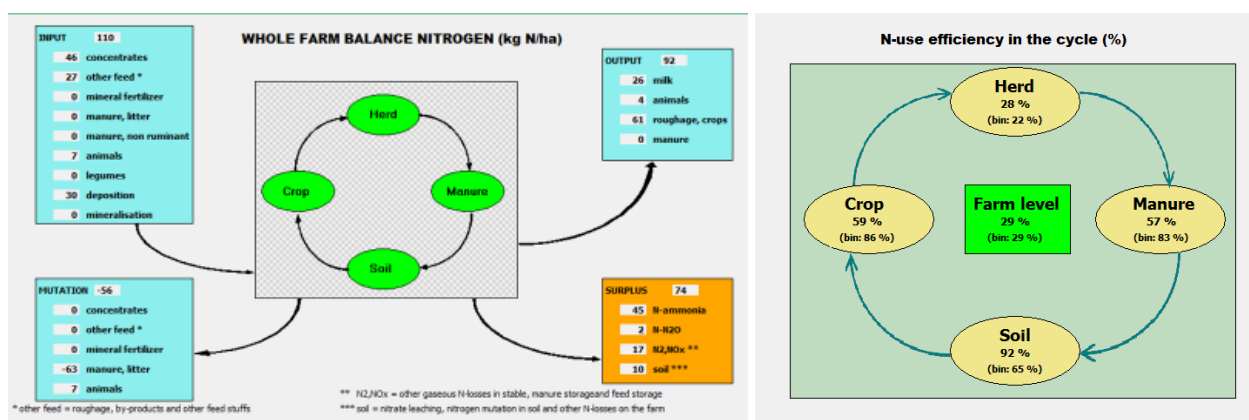 WHOLE FARM BALANCE NITROGEN (kg N/ha)
INPUT 110
46 concentrates
27 other feed *
0 mineral fertilizer
0 manure, litter
0 manure, non ruminant
7 animals
0 legumes
30 deposition
0 mineralisation
Herd
Crop
Manure
Soil
OUTPUT 92
26 milk
4 animals
61 roughage, crops
0 manure
MUTATION -56
0 concentrates
0 other feed *
0 mineral fertilizer
-63 manure, litter
7 animals
SURPLUS 74
45 N-ammonia
2 N-N2O
17 N2,NOx **
10 soil ***
* other feed = roughage, by-products and other feed stuffs
** N2,NOx = other gaseous N-losses in stable, manure storageand feed storage
*** soil = nitrate leaching, nitrogen mutation in soil and other N-losses on the farm
N-use efficiency in the cycle (%)
Herd
28 %
(bin: 22 %)
Crop
59 %
(bin: 86 %)
Farm level
29 %
(bin: 29 %)
Manure
57 %
(bin: 83 %)
Soil
92 %
(bin: 65 %)